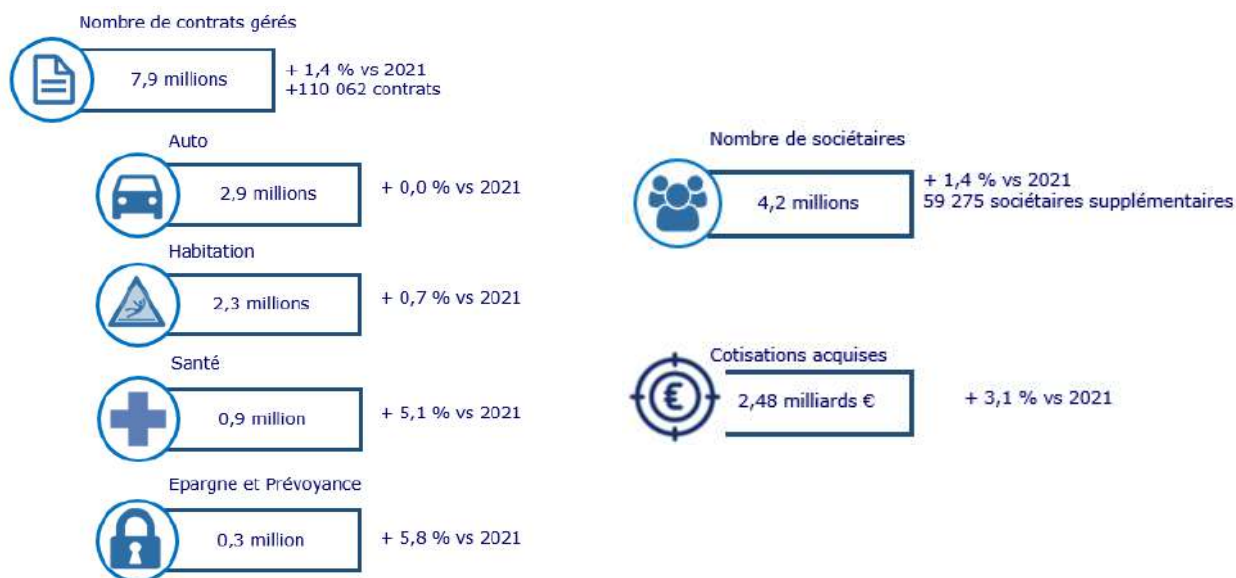 Nombre de contrats gérés
7,9 millions
+ 1,4 % vs 2021
+110 062 contrats
Auto
2,9 millions
+ 0,0 % vs 2021
Habitation
2,3 millions
+ 0,7 % vs 2021
Santé
0,9 million
+ 5,1 % vs 2021
Epargne et Prévoyance
0,3 million
+ 5,8 % vs 2021
Nombre de sociétaires
4,2 millions
+ 1,4 % vs 2021
59 275 sociétaires supplémentaires
Cotisations acquises
€
2,48 milliards €
+ 3,1 % vs 2021